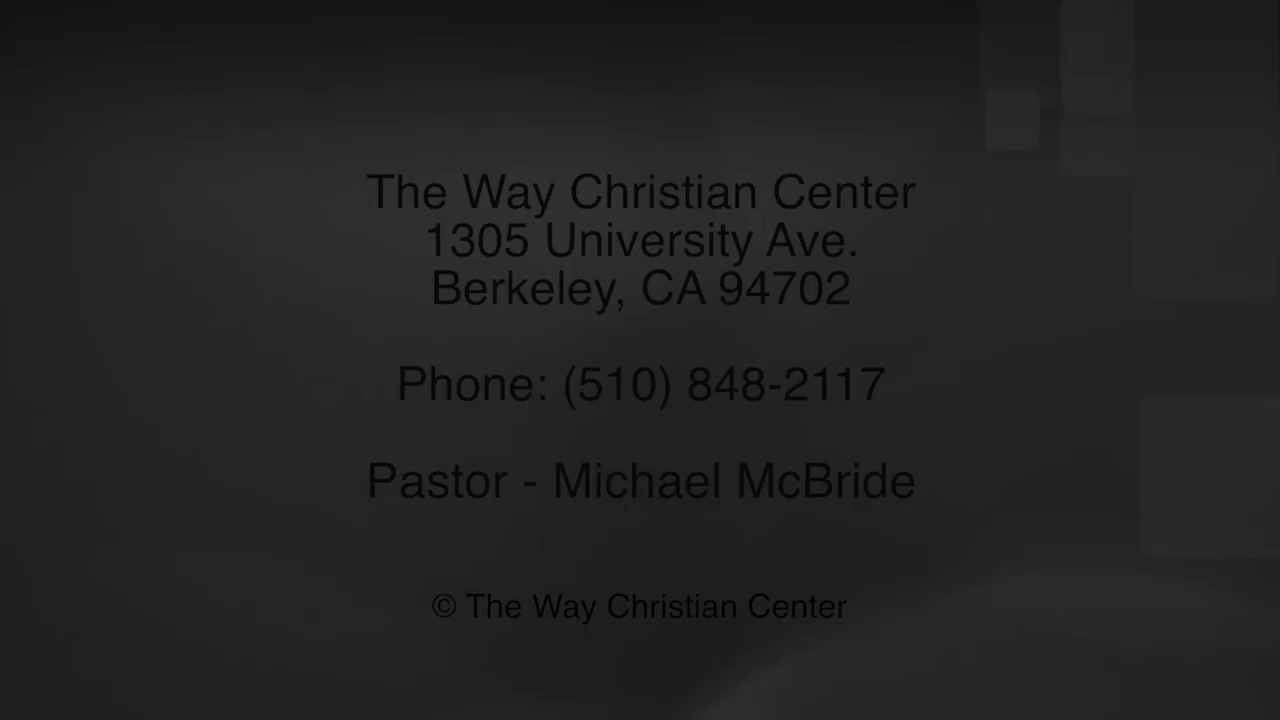 The Way Christian Center
1305 University Ave.
Berkeley, CA 94702
Phone: (510) 848-2117
Pastor - Michael McBride
© The Way Christian Center